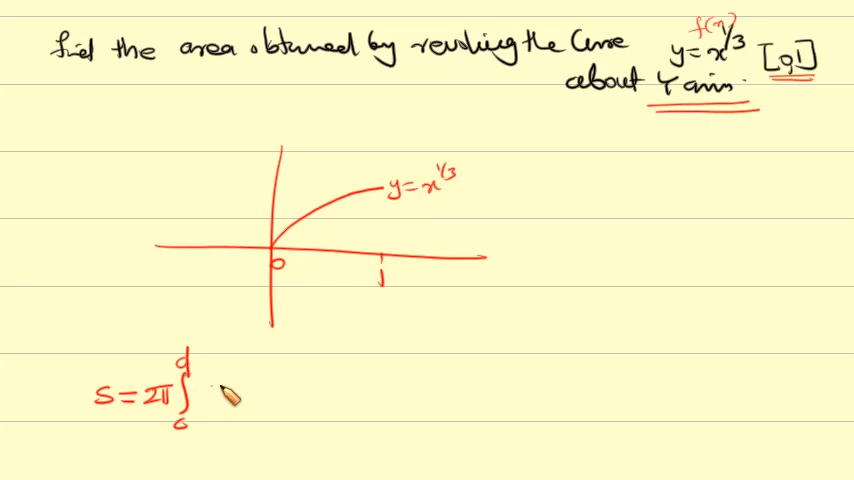 find the area obtained by revolving the Curve y=x^1/3 [0,1]
f(x)
about Y axis.
y=x^1/3
0
1
S=2π∫
d
c